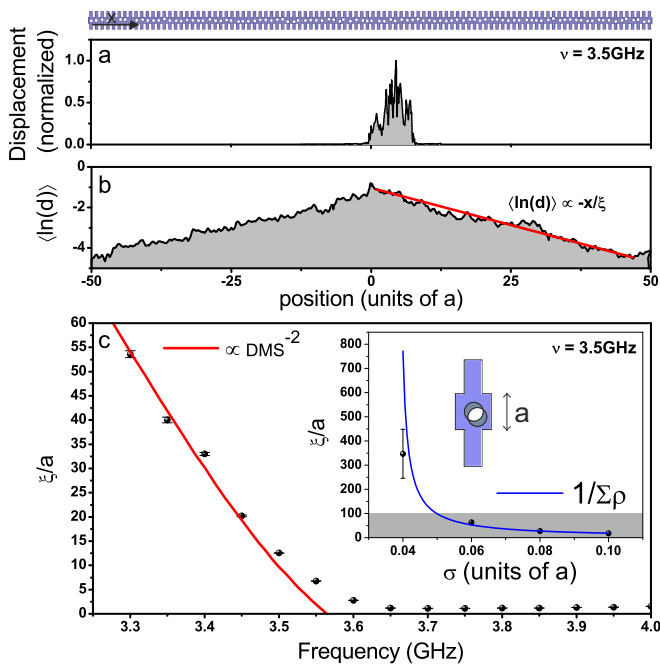 X
a
ν = 3.5GHz
Displacement
(normalized)
1.0
0.5
0.0
b
⟨ln(d)⟩ ∝ -x/ξ
⟨ln(d)⟩
0
-2
-4
-50 -25 0 25 50
position (units of a)
c
∝ DMS⁻²
ξ/a
60
55
50
45
40
35
30
25
20
15
10
5
0
3.3 3.4 3.5 3.6 3.7 3.8 3.9 4.0
Frequency (GHz)
ν = 3.5GHz
a
1/Σρ
ξ/a
800
700
600
500
400
300
200
100
0
0.04 0.06 0.08 0.10
σ (units of a)